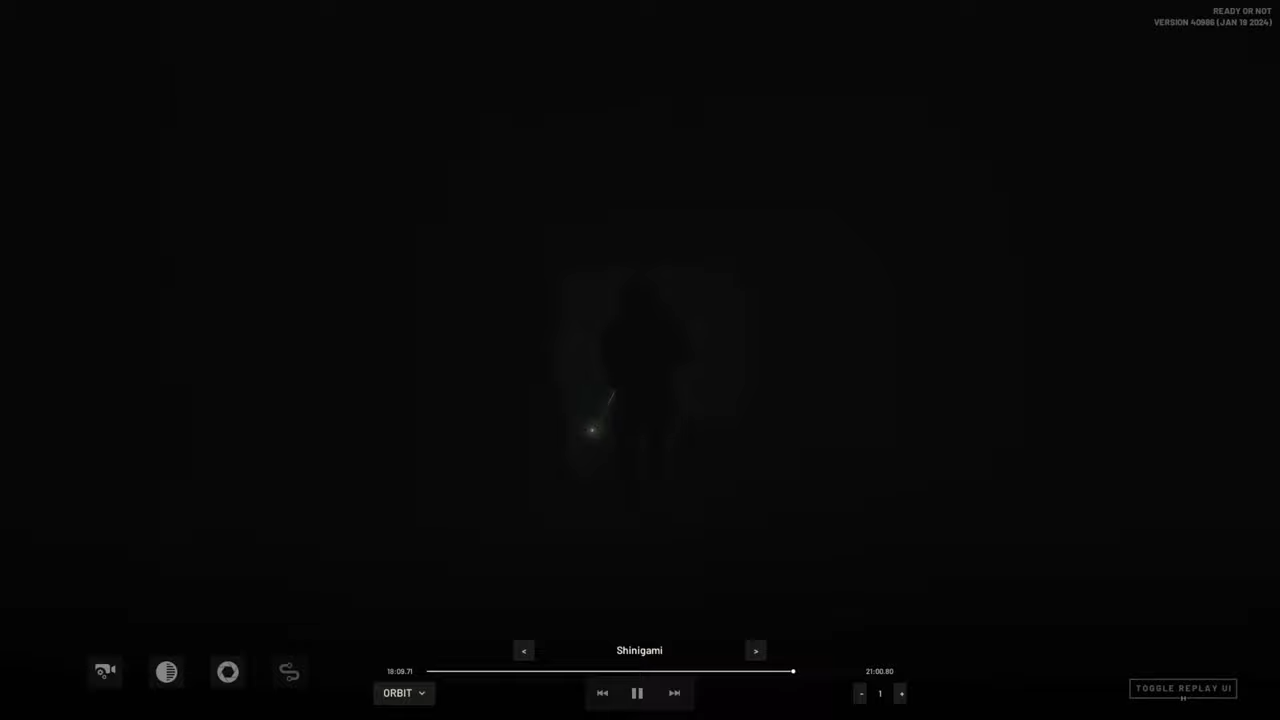 READY OR NOT
VERSION 40986 (JAN 19 2024)
< Shinigami >
18:09.71
21:00.80
ORBIT
- 1 +
TOGGLE REPLAY UI
H